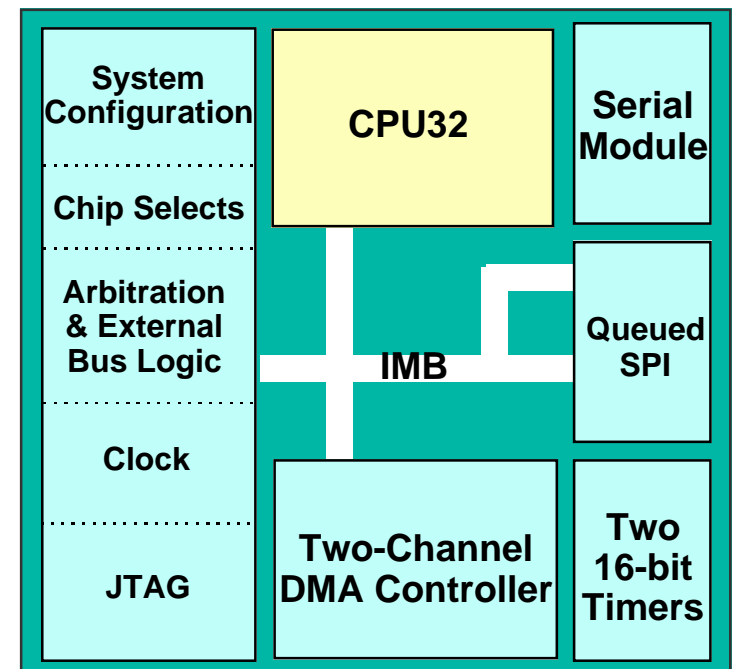 System
Configuration
Chip Selects
Arbitration
& External
Bus Logic
Clock
JTAG
CPU32
IMB
Two-Channel
DMA Controller
Serial
Module
Queued
SPI
Two
16-bit
Timers